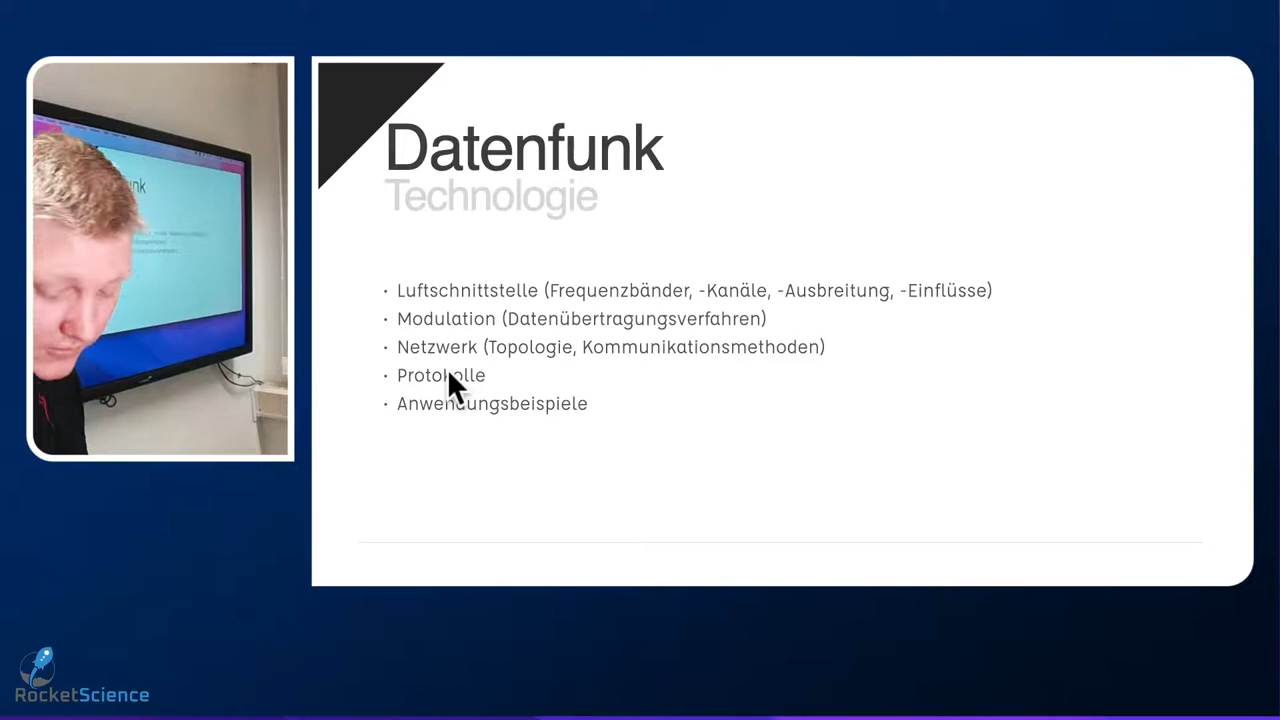 Datenfunk
Technologie
• Luftschnittstelle (Frequenzbänder, -Kanäle, -Ausbreitung, -Einflüsse)
• Modulation (Datenübertragungsverfahren)
• Netzwerk (Topologie, Kommunikationsmethoden)
• Protokolle
• Anwendungsbeispiele
RocketScience